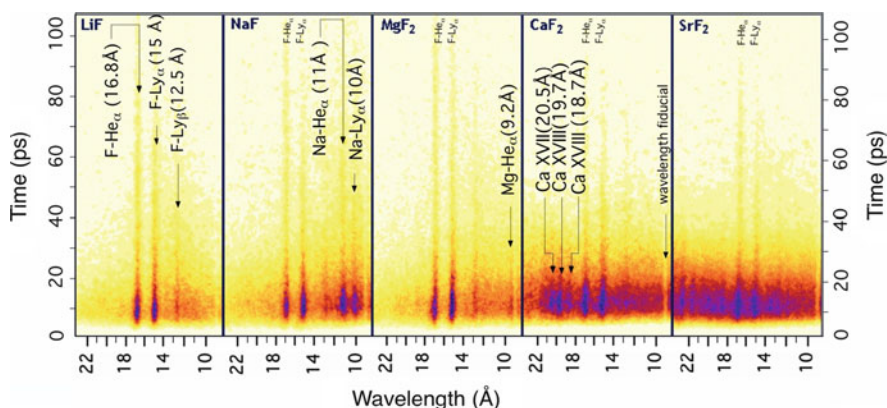 LiF
NaF
MgF2
CaF2
SrF2
F-Heα (16.8Å)
F-Lyα (15 Å)
F-Lyβ(12.5 Å)
F-Heα
F-Lyα
Na-Heα (11Å)
Na-Lyα(10Å)
F-Heα
F-Lyα
Mg-Heα(9.2Å)
F-Heα
F-Lyα
Ca XVII(20.5Å)
Ca XVIII(19.7Å)
Ca XVIII (18.7Å)
wavelength fiducial
F-Heα
F-Lyα
Time (ps)
100
80
60
40
20
0
Time (ps)
100
80
60
40
20
0
22 18 14 10
22 18 14 10
22 18 14 10
22 18 14 10
22 18 14 10
Wavelength (Å)